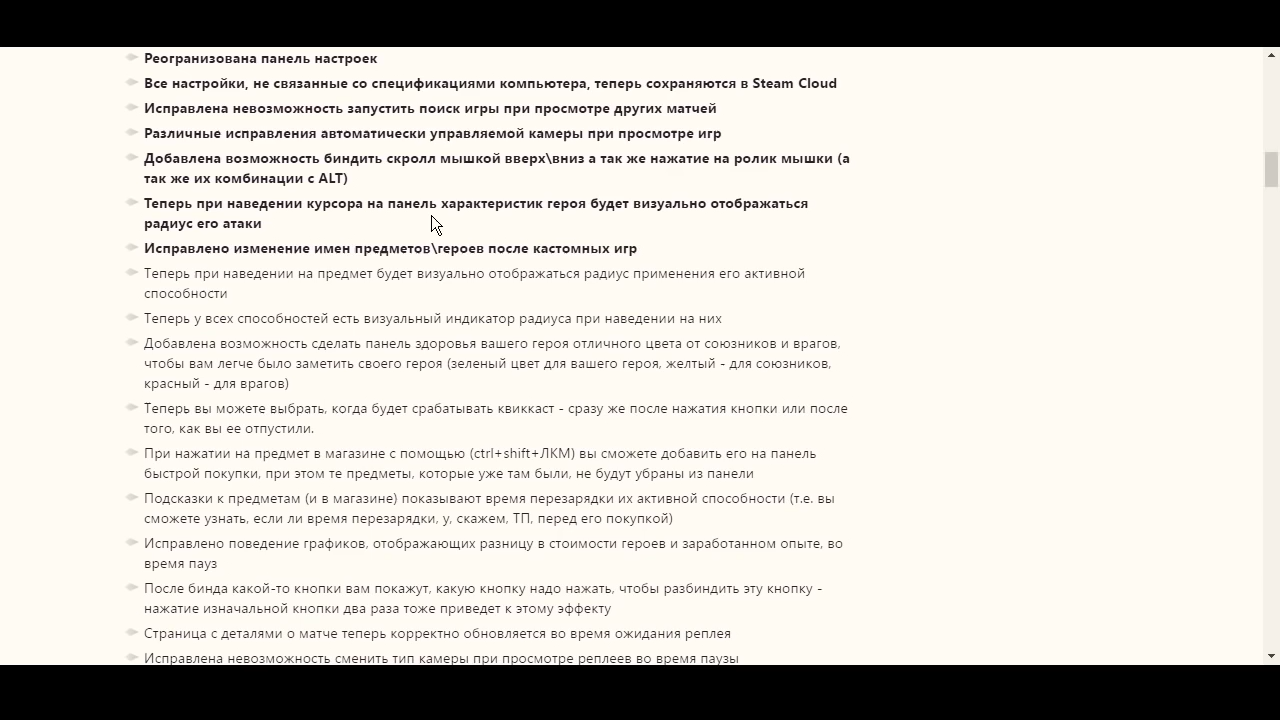 Реогранизована панель настроек
Все настройки, не связанные со спецификациями компьютера, теперь сохраняются в Steam Cloud
Исправлена невозможность запустить поиск игры при просмотре других матчей
Различные исправления автоматически управляемой камеры при просмотре игр
Добавлена возможность биндить скролл мышкой вверх\вниз а так же нажатие на ролик мышки (а
так же их комбинации с ALT)
Теперь при наведении курсора на панель характеристик героя будет визуально отображаться
радиус его атаки
Исправлено изменение имен предметов\героев после кастомных игр
Теперь при наведении на предмет будет визуально отображаться радиус применения его активной
способности
Теперь у всех способностей есть визуальный индикатор радиуса при наведении на них
Добавлена возможность сделать панель здоровья вашего героя отличного цвета от союзников и врагов,
чтобы вам легче было заметить своего героя (зеленый цвет для вашего героя, желтый - для союзников,
красный - для врагов)
Теперь вы можете выбрать, когда будет срабатывать квиккаст - сразу же после нажатия кнопки или после
того, как вы ее отпустили.
При нажатии на предмет в магазине с помощью (ctrl+shift+ЛКМ) вы сможете добавить его на панель
быстрой покупки, при этом те предметы, которые уже там были, не будут убраны из панели
Подсказки к предметам (и в магазине) показывают время перезарядки их активной способности (т.е. вы
сможете узнать, если ли время перезарядки, у, скажем, ТП, перед его покупкой)
Исправлено поведение графиков, отображающих разницу в стоимости героев и заработанном опыте, во
время пауз
После бинда какой-то кнопки вам покажут, какую кнопку надо нажать, чтобы разбиндить эту кнопку -
нажатие изначальной кнопки два раза тоже приведет к этому эффекту
Страница с деталями о матче теперь корректно обновляется во время ожидания реплея
Исправлена невозможность сменить тип камеры при просмотре реплеев во время паузы